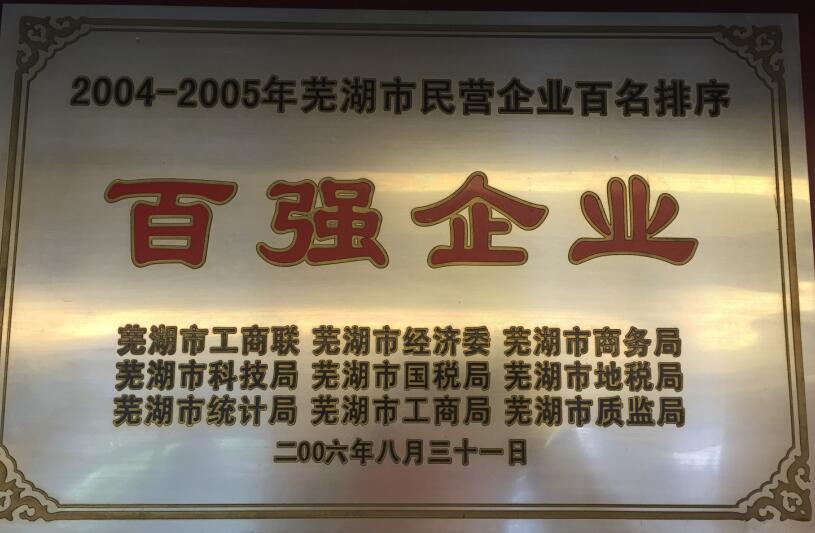 2004-2005年芜湖市民营企业百名排序
百强企业
芜湖市工商联 芜湖市经济委 芜湖市商务局
芜湖市科技局 芜湖市国税局 芜湖市地税局
芜湖市统计局 芜湖市工商局 芜湖市质监局
二00六年八月三十一日